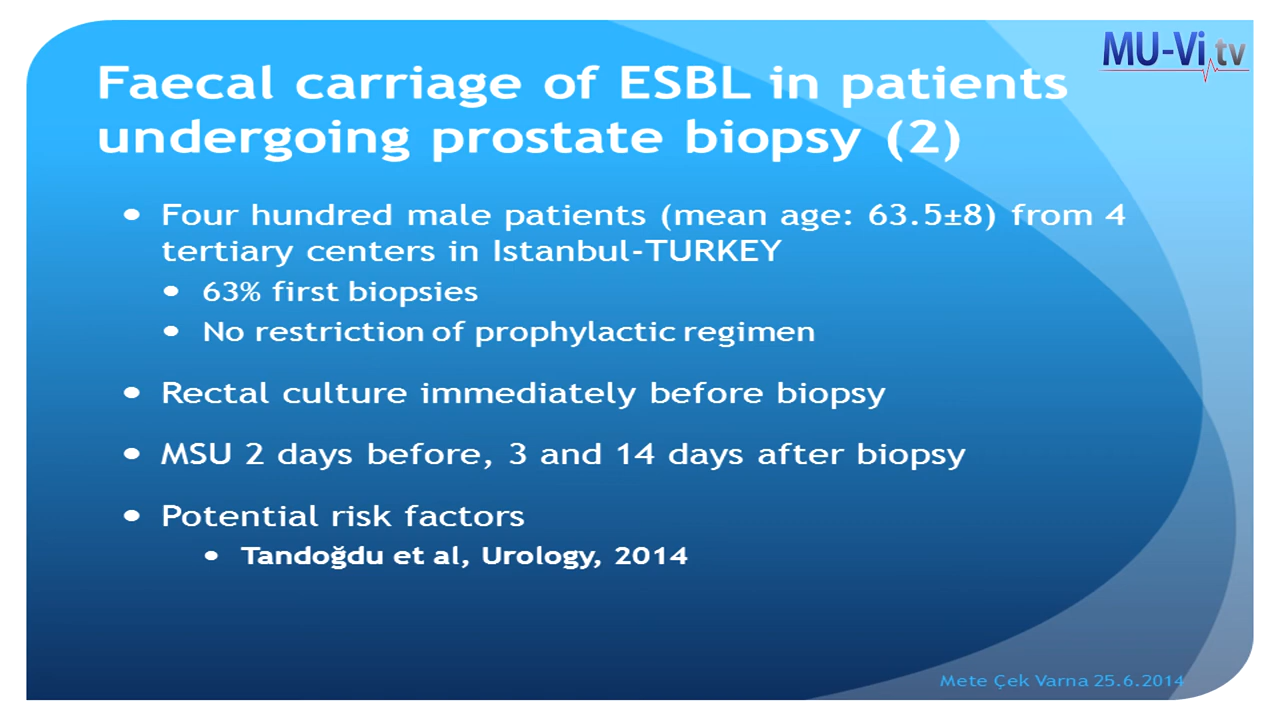 MU-Vi.tv
Faecal carriage of ESBL in patients
undergoing prostate biopsy (2)
• Four hundred male patients (mean age: 63.5±8) from 4
tertiary centers in Istanbul-TURKEY
• 63% first biopsies
• No restriction of prophylactic regimen
• Rectal culture immediately before biopsy
• MSU 2 days before, 3 and 14 days after biopsy
• Potential risk factors
• Tandoğdu et al, Urology, 2014
Mete Çek Varna 25.6.2014